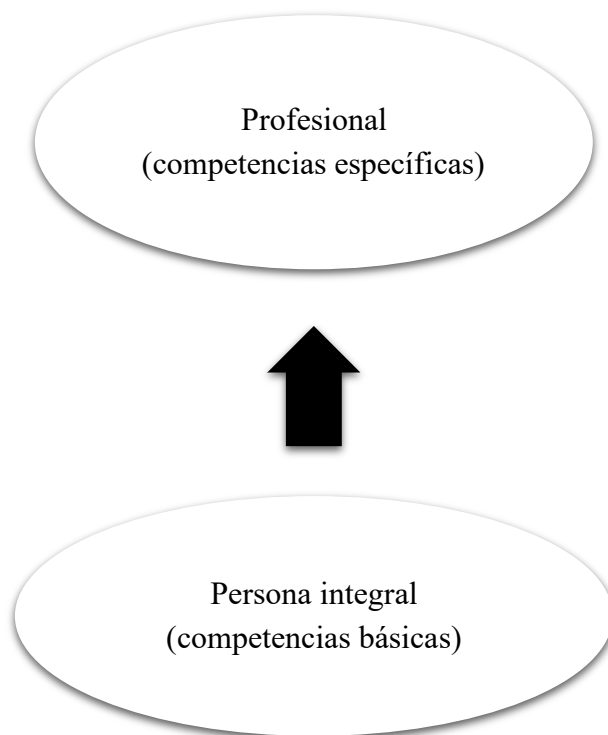 Profesional
(competencias específicas)
Persona integral
(competencias básicas)